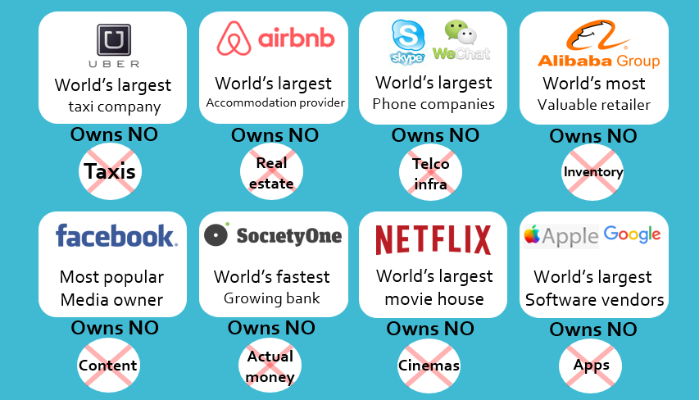 UBER
World's largest
taxi company
Owns NO
Taxis
airbnb
World's largest
Accommodation provider
Owns NO
Real
estate
skype WeChat
World's largest
Phone companies
Owns NO
Telco
infra
Alibaba Group
World's most
Valuable retailer
Owns NO
Inventory
facebook.
Most popular
Media owner
Owns NO
Content
SocietyOne
World's fastest
Growing bank
Owns NO
Actual
money
NETFLIX
World's largest
movie house
Owns NO
Cinemas
Apple Google
World's largest
Software vendors
Owns NO
Apps